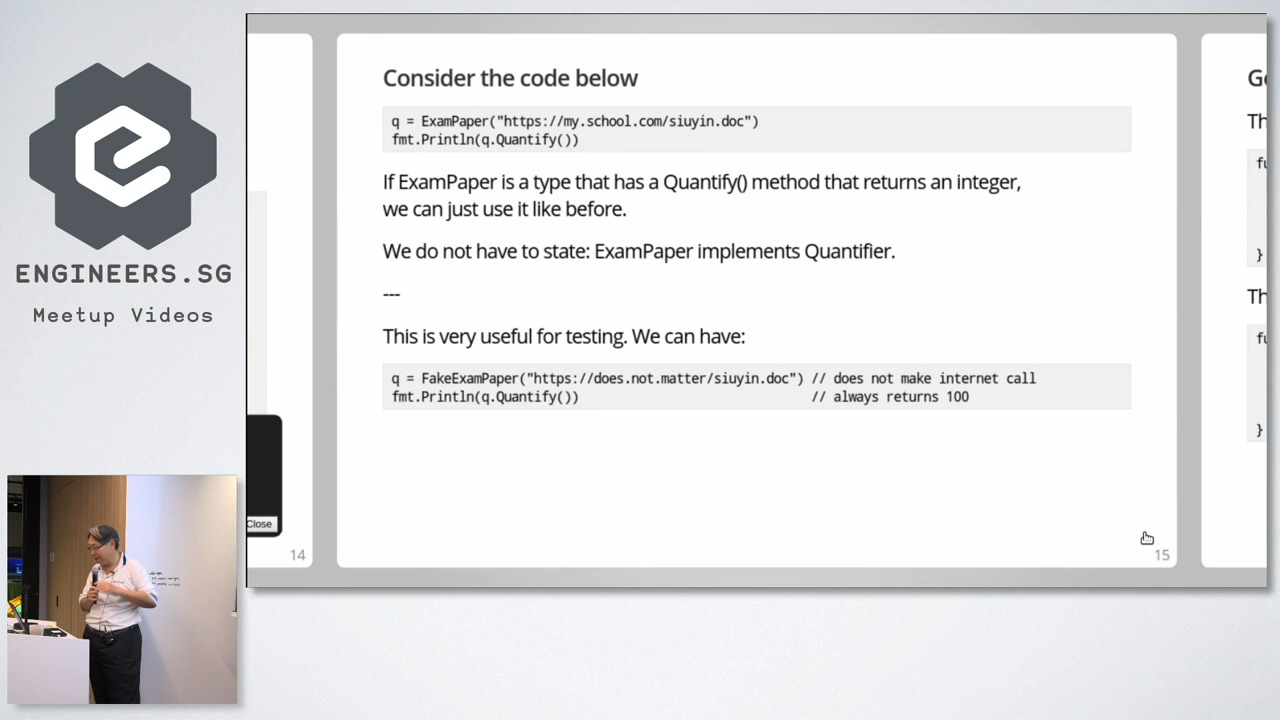 ENGINEERS.SG
Meetup Videos
Close
14
Consider the code below
q = ExamPaper("https://my.school.com/siuyin.doc")
fmt.Println(q.Quantify())
If ExamPaper is a type that has a Quantify() method that returns an integer,
we can just use it like before.
We do not have to state: ExamPaper implements Quantifier.
---
This is very useful for testing. We can have:
q = FakeExamPaper("https://does.not.matter/siuyin.doc") // does not make internet call
fmt.Println(q.Quantify()) // always returns 100
15
Th
fu
}
Th
fu
}